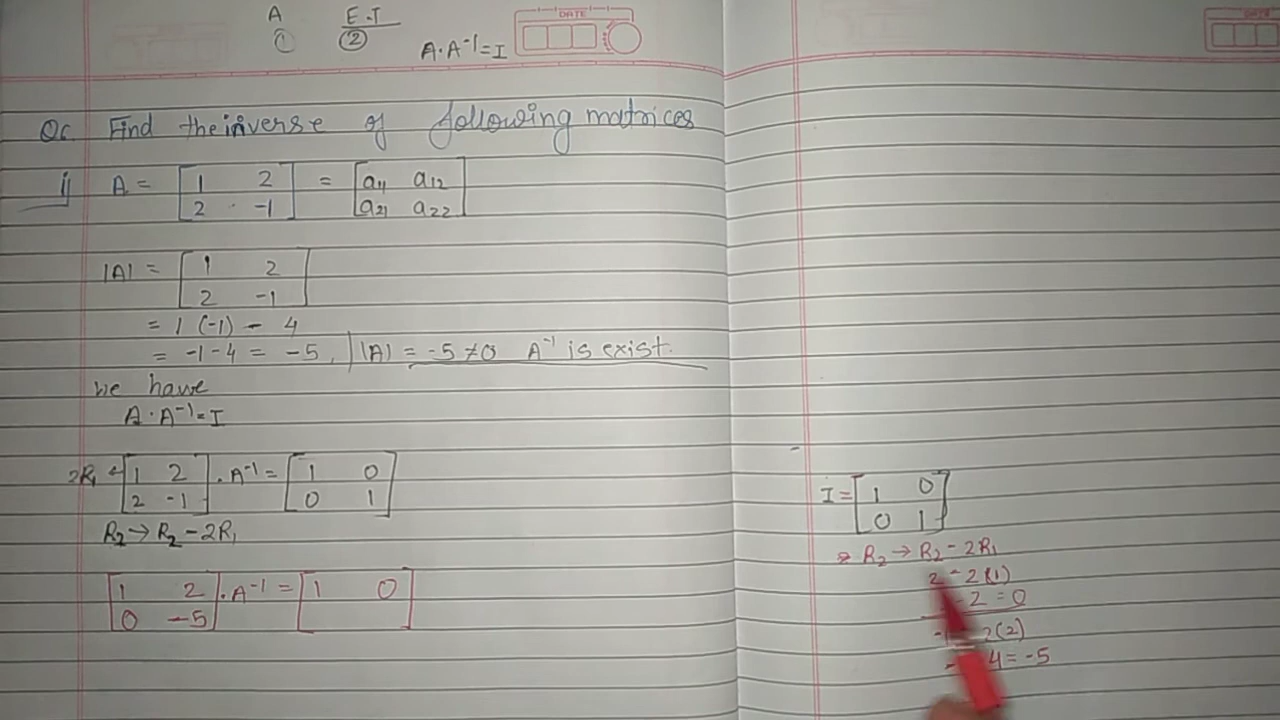 A E.T
① ② A·A⁻¹=I
DATE
DATE
Q6 Find the inverse of following matrices
i) A = [1 2 2 -1] = [a₁₁ a₁₂ a₂₁ a₂₂]
|A| = [1 2 2 -1]
= 1 (-1) - 4
= -1-4 = -5, |A| = -5 ≠ 0 A⁻¹ is exist.
we have
A·A⁻¹=I
2R₁ [1 2 2 -1] · A⁻¹ = [1 0 0 1]
R₂→R₂-2R₁
[1 2 0 -5] · A⁻¹ = [1 0]
I = [1 0 0 1]
R₂→R₂-2R₁
2-2(1)
-2=0
2(2)
4=-5